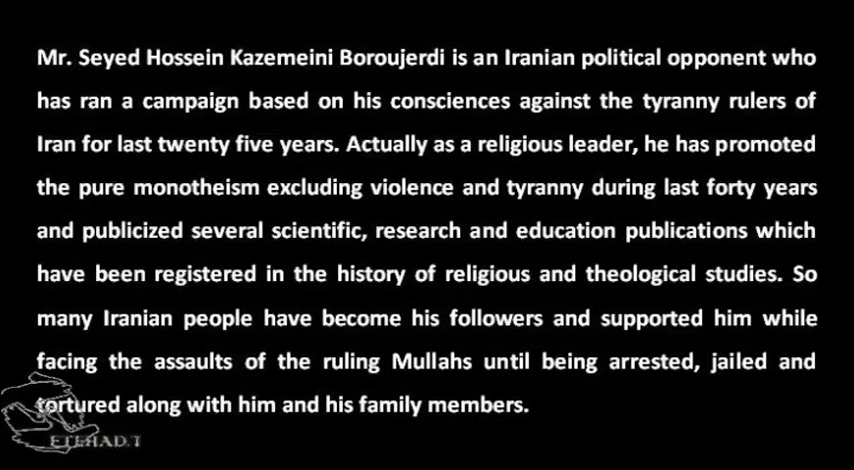 Mr. Seyed Hossein Kazemeini Boroujerdi is an Iranian political opponent who
has ran a campaign based on his consciences against the tyranny rulers of
Iran for last twenty five years. Actually as a religious leader, he has promoted
the pure monotheism excluding violence and tyranny during last forty years
and publicized several scientific, research and education publications which
have been registered in the history of religious and theological studies. So
many Iranian people have become his followers and supported him while
facing the assaults of the ruling Mullahs until being arrested, jailed and
tortured along with him and his family members.
ETEHAD.T